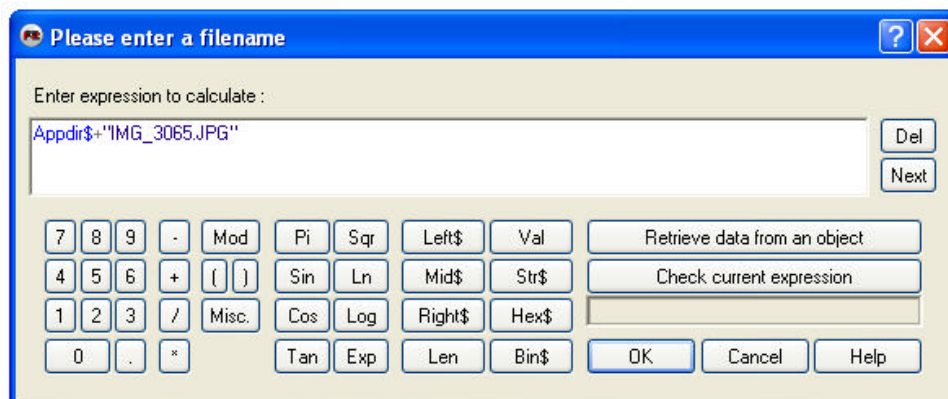 Please enter a filename
Enter expression to calculate :
Appdir$+"IMG_3065.JPG"
Del
Next
7 8 9 - Mod Pi Sqr Left$ Val Retrieve data from an object
4 5 6 + ( ) Sin Ln Mid$ Str$ Check current expression
1 2 3 / Misc. Cos Log Right$ Hex$
0 . * Tan Exp Len Bin$ OK Cancel Help